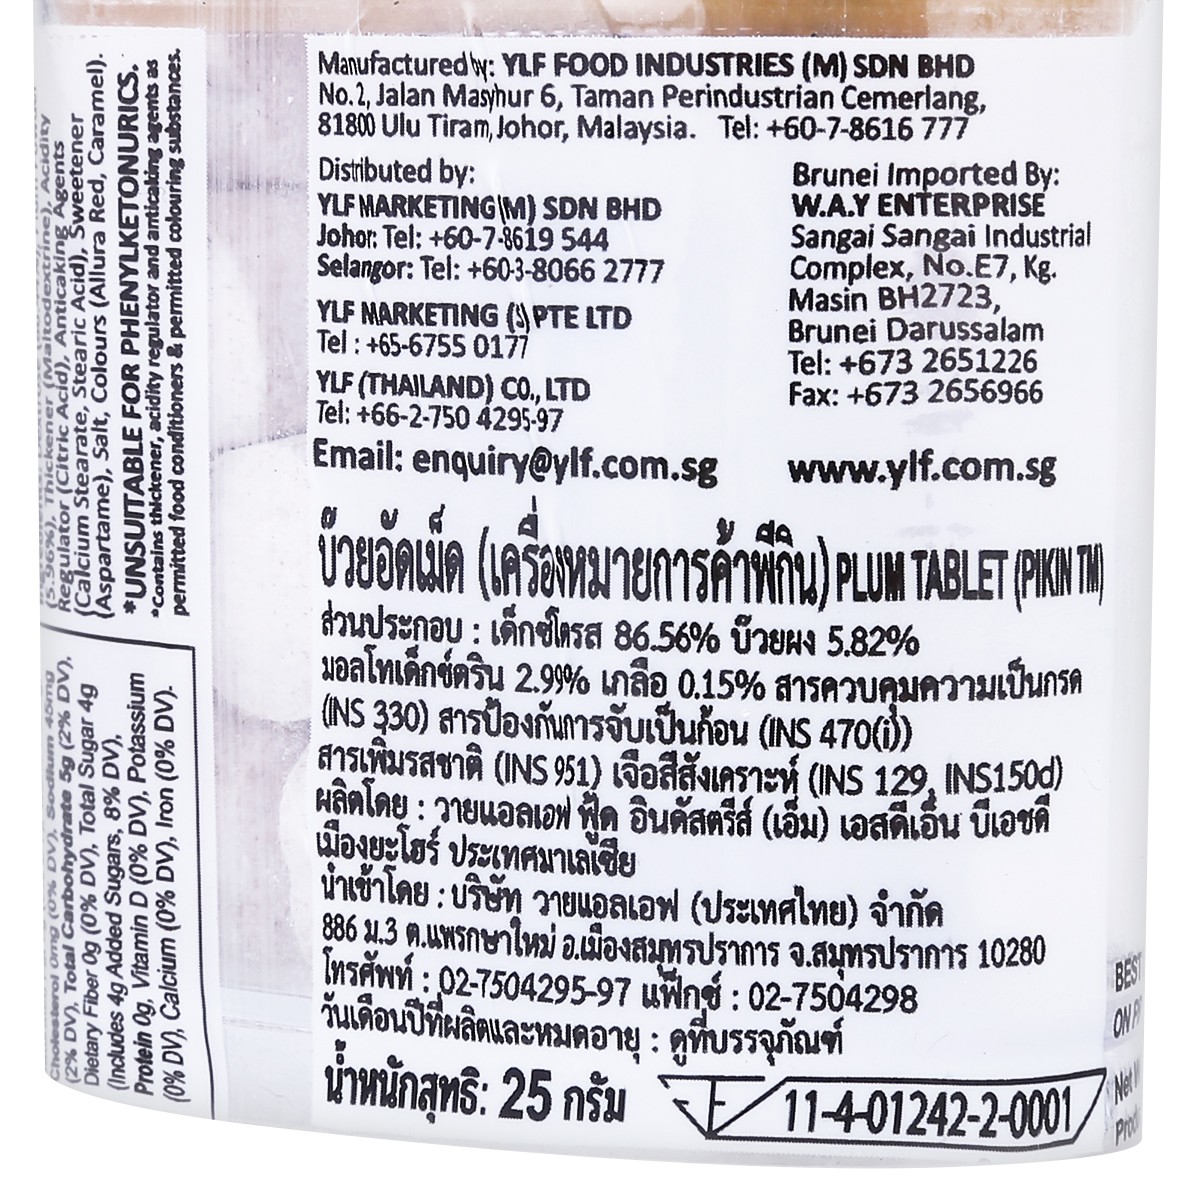 Manufactured by: YLF FOOD INDUSTRIES (M) SDN BHD
No.2, Jalan Masyhur 6, Taman Perindustrian Cemerlang,
81800 Ulu Tiram, Johor, Malaysia. Tel: +60-7-8616 777
Distributed by:
YLF MARKETING (M) SDN BHD
Johor: Tel: +60-7-8619 544
Selangor: Tel: +60-3-8066 2777
YLF MARKETING (S) PTE LTD
Tel : +65-6755 0177
YLF (THAILAND) CO., LTD
Tel: +66-2-750 4295-97
Email: enquiry@ylf.com.sg
Brunei Imported By:
W.A.Y ENTERPRISE
Sangai Sangai Industrial
Complex, No.E7, Kg.
Masin BH2723,
Brunei Darussalam
Tel: +673 2651226
Fax: +673 2656966
www.ylf.com.sg
บ๊วยอัดเม็ด (เครื่องหมายการค้าพีกิน) PLUM TABLET (PIKIN TM)
ส่วนประกอบ : เด็กซ์โตรส 86.56% บ๊วยผง 5.82%
มอลโทเด็กซ์ตริน 2.99% เกลือ 0.15% สารควบคุมความเป็นกรด
(INS 330) สารป้องกันการจับเป็นก้อน (INS 470(i))
สารเพิ่มรสชาติ (INS 951) เจือสีสังเคราะห์ (INS 129, INS150d)
ผลิตโดย : วายแอลเอฟ ฟู้ด อินดัสตรีส์ (เอ็ม) เอสดีเอ็น บีเอชดี
เมืองยะโฮร์ ประเทศมาเลเซีย
นำเข้าโดย : บริษัท วายแอลเอฟ (ประเทศไทย) จำกัด
886 ม.3 ต.แพรกษาใหม่ อ.เมืองสมุทรปราการ จ.สมุทรปราการ 10280
โทรศัพท์ : 02-7504295-97 แฟ็กซ์ : 02-7504298
วันเดือนปีที่ผลิตและหมดอายุ : ดูที่บรรจุภัณฑ์
น้ำหนักสุทธิ: 25 กรัม
11-4-01242-2-0001
(5.96%), Thickener (Maltodextrine), Acidity
Regulator (Citric Acid), Anticaking Agents
(Calcium Stearate, Stearic Acid), Sweetener
(Aspartame), Salt, Colours (Allura Red, Caramel).
*UNSUITABLE FOR PHENYLKETONURICS.
*Contains thickener, acidity regulator and anticaking agents as
permitted food conditioners & permitted colouring substances.
Cholesterol 0mg (0% DV), Sodium 45mg
(2% DV), Total Carbohydrate 5g (2% DV),
Dietary Fiber 0g (0% DV), Total Sugar 4g
(Includes 4g Added Sugars, 8% DV),
Protein 0g, Vitamin D (0% DV), Potassium
(0% DV), Calcium (0% DV), Iron (0% DV).
BEST
ON
Net